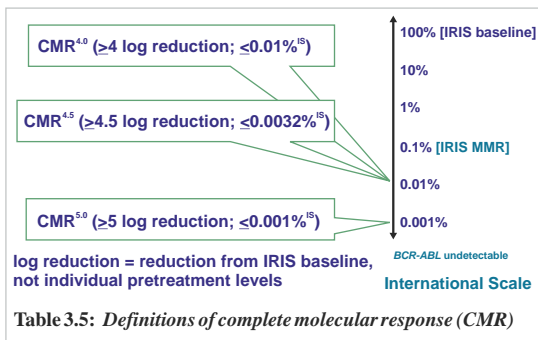 CMR4.0 (≥4 log reduction; ≤0.01%IS)
CMR4.5 (≥4.5 log reduction; ≤0.0032%IS)
CMR5.0 (≥5 log reduction; ≤0.001%IS)
log reduction = reduction from IRIS baseline,
not individual pretreatment levels
100% [IRIS baseline]
10%
1%
0.1% [IRIS MMR]
0.01%
0.001%
BCR-ABL undetectable
International Scale
Table 3.5: Definitions of complete molecular response (CMR)